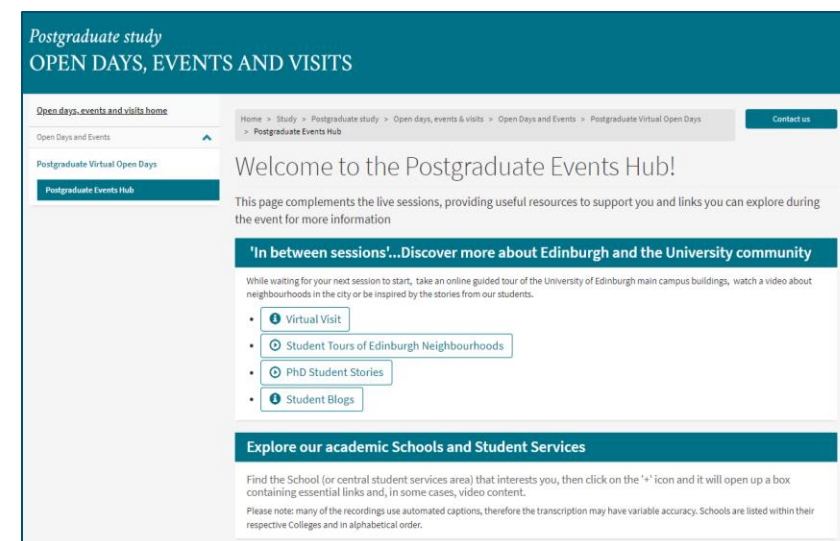 Postgraduate study
OPEN DAYS, EVENTS AND VISITS
Open days, events and visits home
Open Days and Events
Postgraduate Virtual Open Days
Postgraduate Events Hub
Home > Study > Postgraduate study > Open days, events & visits > Open Days and Events > Postgraduate Virtual Open Days
> Postgraduate Events Hub
Contact us
Welcome to the Postgraduate Events Hub!
This page complements the live sessions, providing useful resources to support you and links you can explore during
the event for more information
'In between sessions'...Discover more about Edinburgh and the University community
While waiting for your next session to start, take an online guided tour of the University of Edinburgh main campus buildings, watch a video about
neighbourhoods in the city or be inspired by the stories from our students.
• Virtual Visit
• Student Tours of Edinburgh Neighbourhoods
• PhD Student Stories
• Student Blogs
Explore our academic Schools and Student Services
Find the School (or central student services area) that interests you, then click on the '+' icon and it will open up a box
containing essential links and, in some cases, video content.
Please note: many of the recordings use automated captions, therefore the transcription may have variable accuracy. Schools are listed within their
respective Colleges and in alphabetical order.